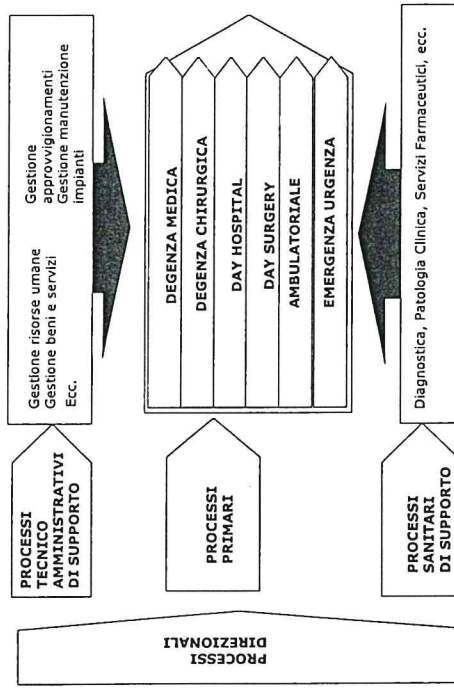 PROCESSI
DIREZIONALI
PROCESSI
TECNICO
AMMINISTRATIVI
DI SUPPORTO
Gestione risorse umane
Gestione beni e servizi
Ecc.
Gestione
approvvigionamenti
Gestione manutenzione
impianti
PROCESSI
PRIMARI
DEGENZA MEDICA
DEGENZA CHIRURGICA
DAY HOSPITAL
DAY SURGERY
AMBULATORIALE
EMERGENZA URGENZA
PROCESSI
SANITARI
DI SUPPORTO
Diagnostica, Patologia Clinica, Servizi Farmaceutici, ecc.